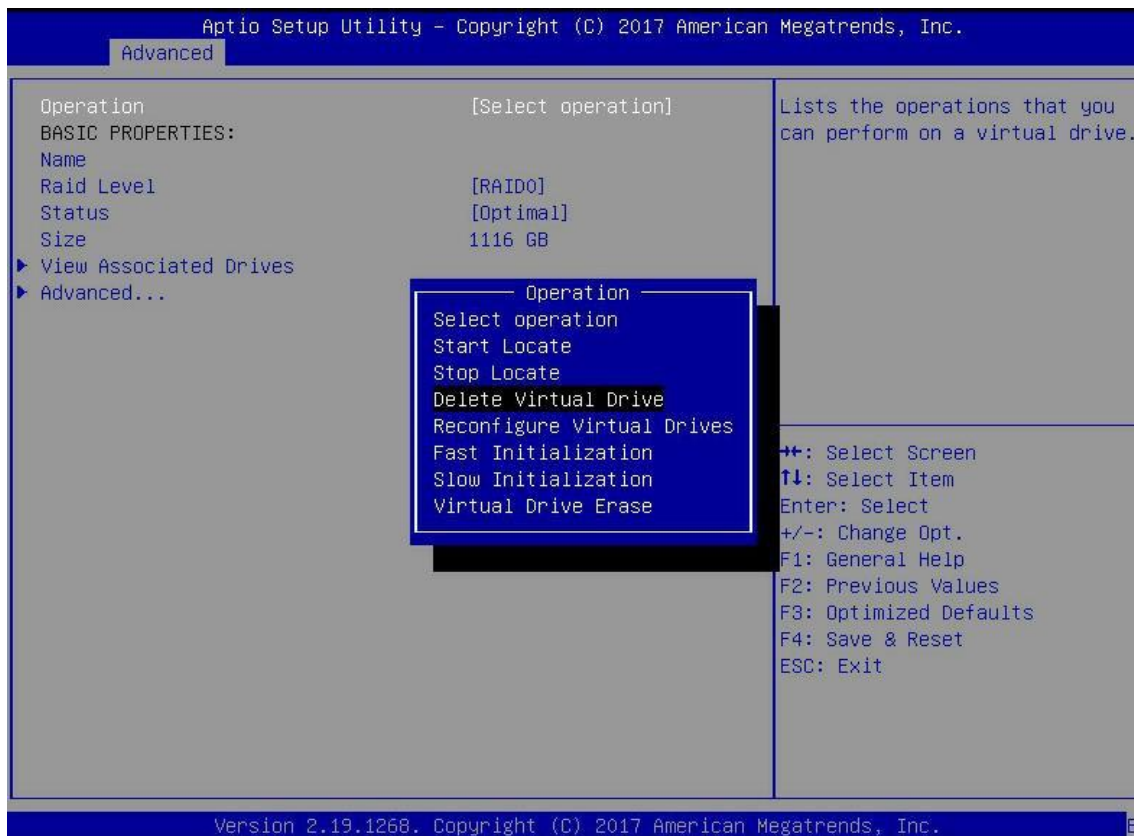 Aptio Setup Utility – Copyright (C) 2017 American Megatrends, Inc.
Advanced
Operation [Select operation]
BASIC PROPERTIES:
Name
Raid Level [RAID0]
Status [Optimal]
Size 1116 GB
View Associated Drives
Advanced...
Operation
Select operation
Start Locate
Stop Locate
Delete Virtual Drive
Reconfigure Virtual Drives
Fast Initialization
Slow Initialization
Virtual Drive Erase
Lists the operations that you
can perform on a virtual drive.
→←: Select Screen
↑↓: Select Item
Enter: Select
+/-: Change Opt.
F1: General Help
F2: Previous Values
F3: Optimized Defaults
F4: Save & Reset
ESC: Exit
Version 2.19.1268. Copyright (C) 2017 American Megatrends, Inc.